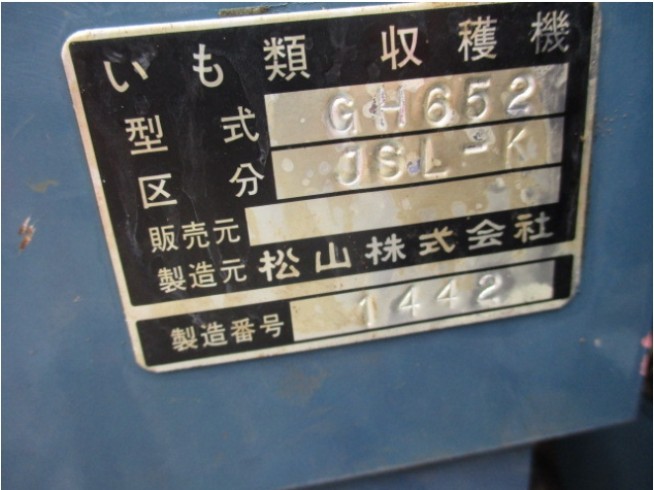 いも類収穫機
型式 GH652
区分 JSL-K
販売元
製造元 松山株式会社
製造番号 1442